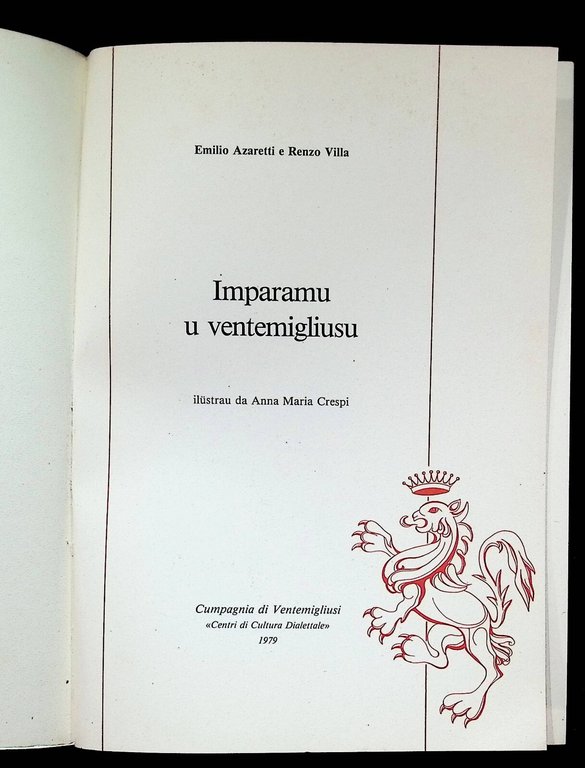 Emilio Azaretti e Renzo Villa
Imparamu
u ventemigliusu
ilüstrau da Anna Maria Crespi
Cumpagnia di Ventemigliusi
«Centri di Cultura Dialettale»
1979